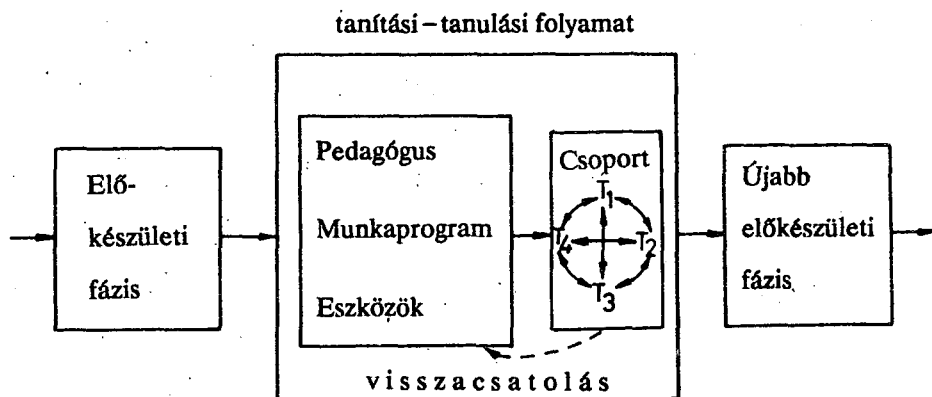 tanítási – tanulási folyamat
Elő-
készületi
fázis
Pedagógus
Munkaprogram
Eszközök
Csoport
T1
T4
T2
T3
visszacsatolás
Újabb
előkészületi
fázis